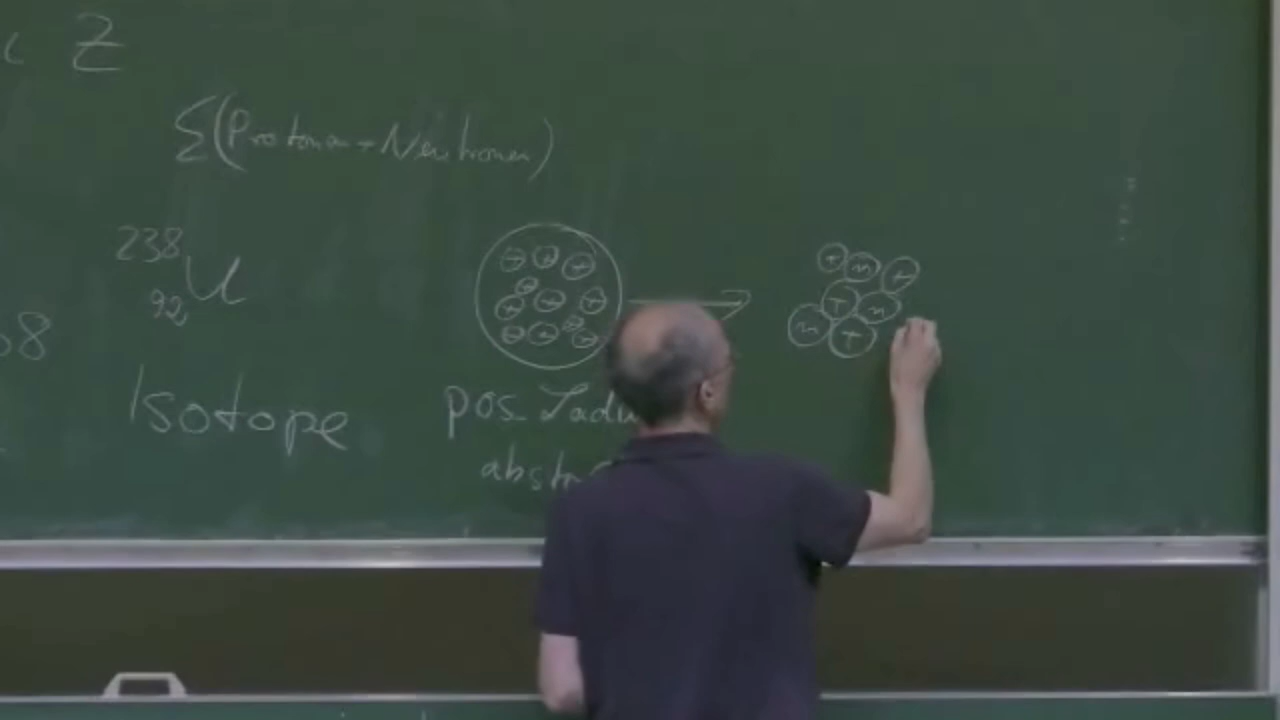 Z
Σ(Protonen + Neutronen)
238
U
92
8
Isotope
pos. Ladu
abst
+ n +
+ n
n +